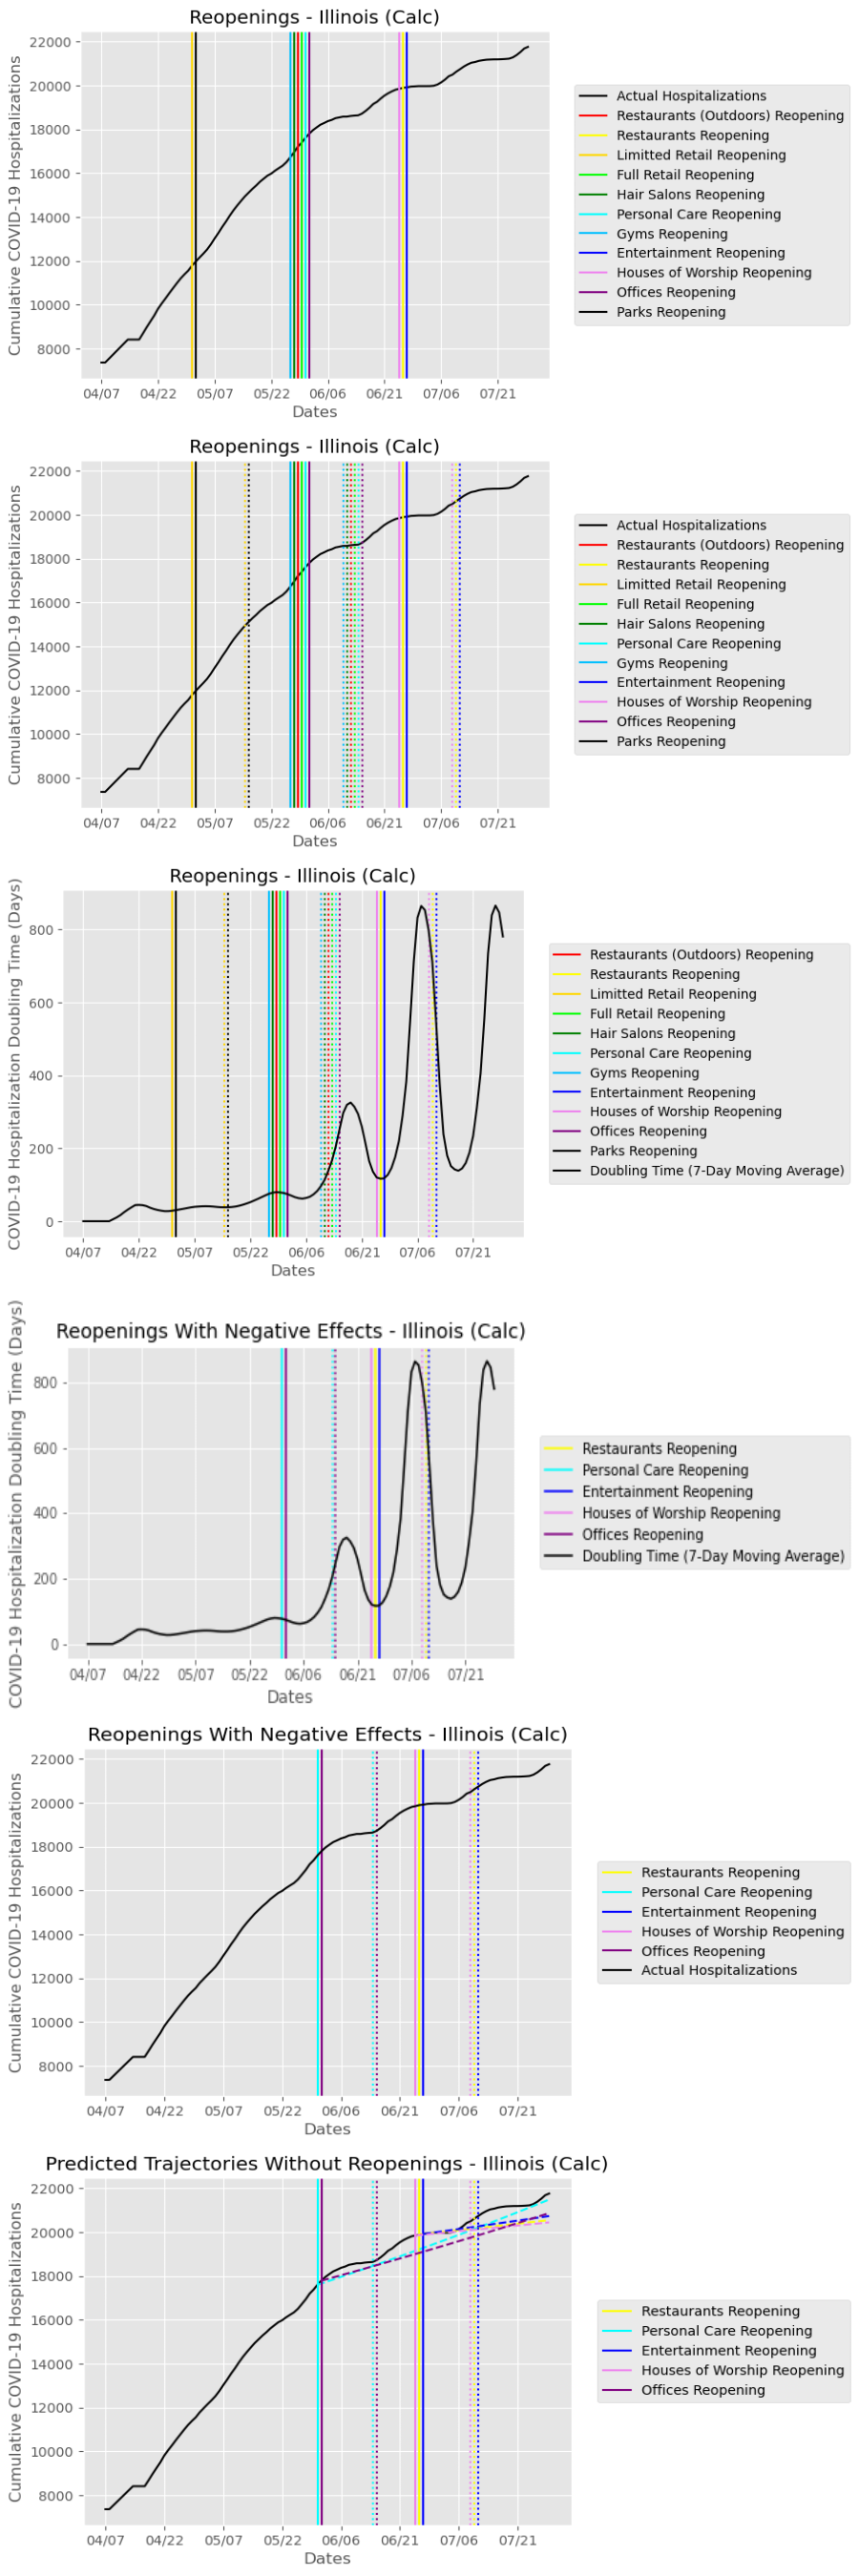 Reopenings - Illinois (Calc)
Cumulative COVID-19 Hospitalizations
22000
20000
18000
16000
14000
12000
10000
8000
04/07 04/22 05/07 05/22 06/06 06/21 07/06 07/21
Dates
Actual Hospitalizations
Restaurants (Outdoors) Reopening
Restaurants Reopening
Limitted Retail Reopening
Full Retail Reopening
Hair Salons Reopening
Personal Care Reopening
Gyms Reopening
Entertainment Reopening
Houses of Worship Reopening
Offices Reopening
Parks Reopening
Reopenings - Illinois (Calc)
Cumulative COVID-19 Hospitalizations
22000
20000
18000
16000
14000
12000
10000
8000
04/07 04/22 05/07 05/22 06/06 06/21 07/06 07/21
Dates
Actual Hospitalizations
Restaurants (Outdoors) Reopening
Restaurants Reopening
Limitted Retail Reopening
Full Retail Reopening
Hair Salons Reopening
Personal Care Reopening
Gyms Reopening
Entertainment Reopening
Houses of Worship Reopening
Offices Reopening
Parks Reopening
Reopenings - Illinois (Calc)
COVID-19 Hospitalization Doubling Time (Days)
800
600
400
200
0
04/07 04/22 05/07 05/22 06/06 06/21 07/06 07/21
Dates
Restaurants (Outdoors) Reopening
Restaurants Reopening
Limitted Retail Reopening
Full Retail Reopening
Hair Salons Reopening
Personal Care Reopening
Gyms Reopening
Entertainment Reopening
Houses of Worship Reopening
Offices Reopening
Parks Reopening
Doubling Time (7-Day Moving Average)
Reopenings With Negative Effects - Illinois (Calc)
COVID-19 Hospitalization Doubling Time (Days)
800
600
400
200
0
04/07 04/22 05/07 05/22 06/06 06/21 07/06 07/21
Dates
Restaurants Reopening
Personal Care Reopening
Entertainment Reopening
Houses of Worship Reopening
Offices Reopening
Doubling Time (7-Day Moving Average)
Reopenings With Negative Effects - Illinois (Calc)
Cumulative COVID-19 Hospitalizations
22000
20000
18000
16000
14000
12000
10000
8000
04/07 04/22 05/07 05/22 06/06 06/21 07/06 07/21
Dates
Restaurants Reopening
Personal Care Reopening
Entertainment Reopening
Houses of Worship Reopening
Offices Reopening
Actual Hospitalizations
Predicted Trajectories Without Reopenings - Illinois (Calc)
Cumulative COVID-19 Hospitalizations
22000
20000
18000
16000
14000
12000
10000
8000
04/07 04/22 05/07 05/22 06/06 06/21 07/06 07/21
Dates
Restaurants Reopening
Personal Care Reopening
Entertainment Reopening
Houses of Worship Reopening
Offices Reopening